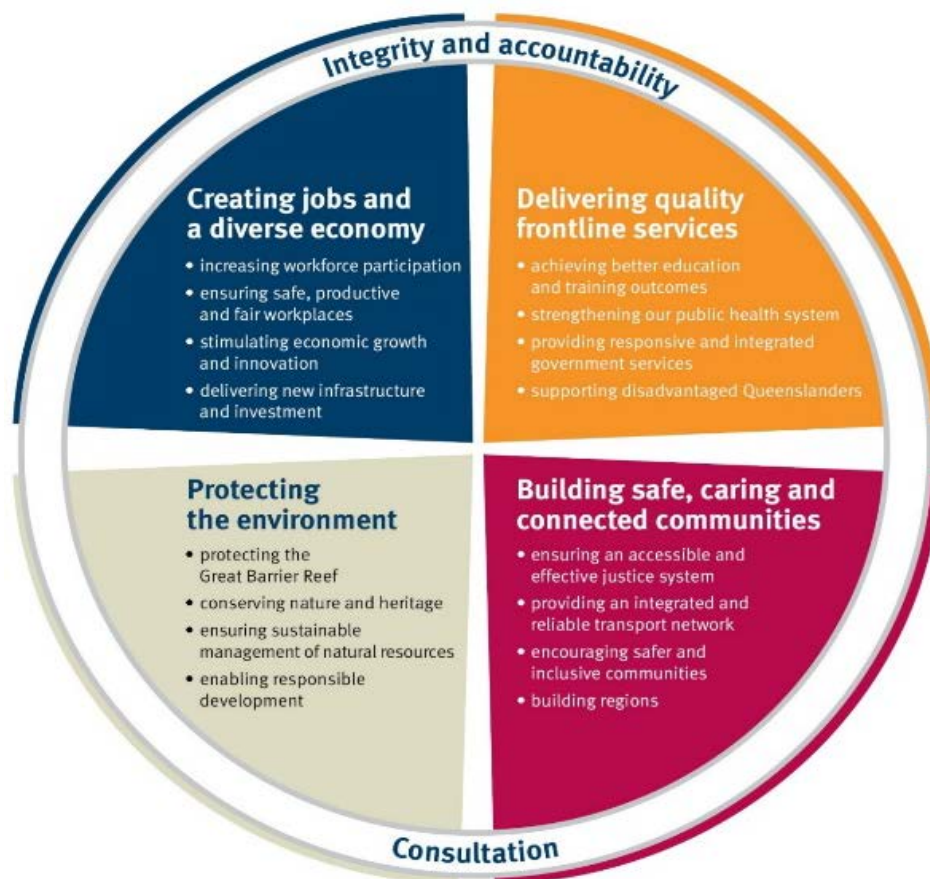 Integrity and accountability
Creating jobs and
a diverse economy
• increasing workforce participation
• ensuring safe, productive
and fair workplaces
• stimulating economic growth
and innovation
• delivering new infrastructure
and investment
Delivering quality
frontline services
• achieving better education
and training outcomes
• strengthening our public health system
• providing responsive and integrated
government services
• supporting disadvantaged Queenslanders
Protecting
the environment
• protecting the
Great Barrier Reef
• conserving nature and heritage
• ensuring sustainable
management of natural resources
• enabling responsible
development
Building safe, caring and
connected communities
• ensuring an accessible and
effective justice system
• providing an integrated and
reliable transport network
• encouraging safer and
inclusive communities
• building regions
Consultation